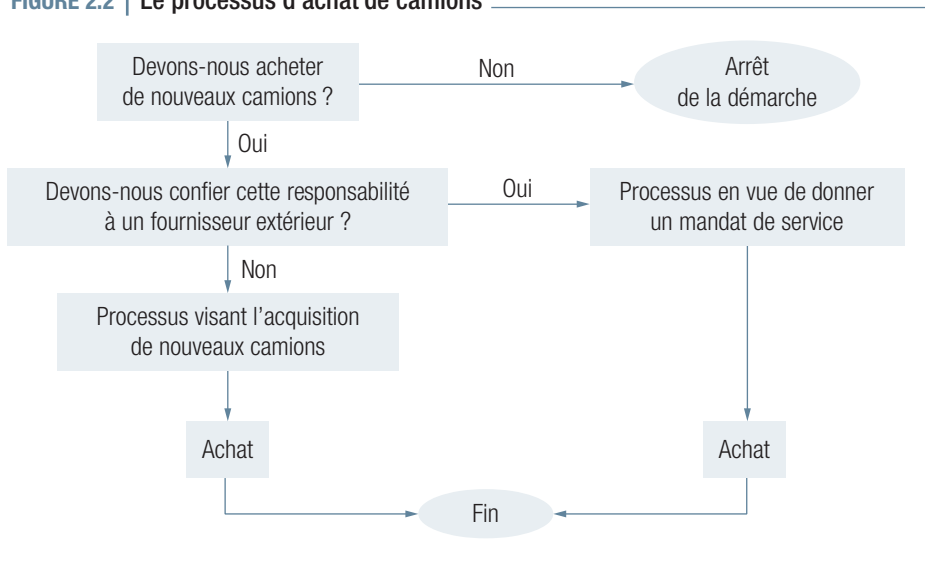 FIGURE 2.2 | Le processus d'achat de camions
Devons-nous acheter
de nouveaux camions ?
Non
Arrêt
de la démarche
Oui
Devons-nous confier cette responsabilité
à un fournisseur extérieur ?
Oui
Processus en vue de donner
un mandat de service
Non
Processus visant l'acquisition
de nouveaux camions
Achat
Achat
Fin